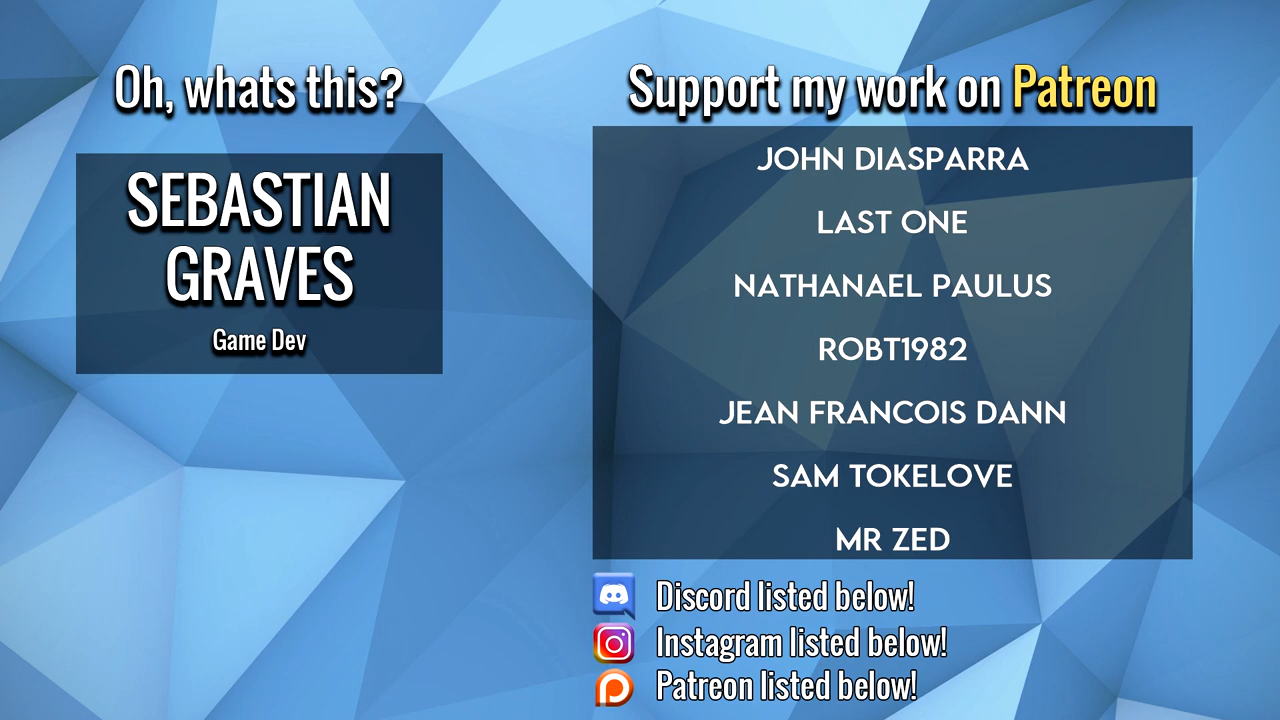 Oh, whats this?
SEBASTIAN
GRAVES
Game Dev
Support my work on Patreon
JOHN DIASPARRA
LAST ONE
NATHANAEL PAULUS
ROBT1982
JEAN FRANCOIS DANN
SAM TOKELOVE
MR ZED
Discord listed below!
Instagram listed below!
Patreon listed below!